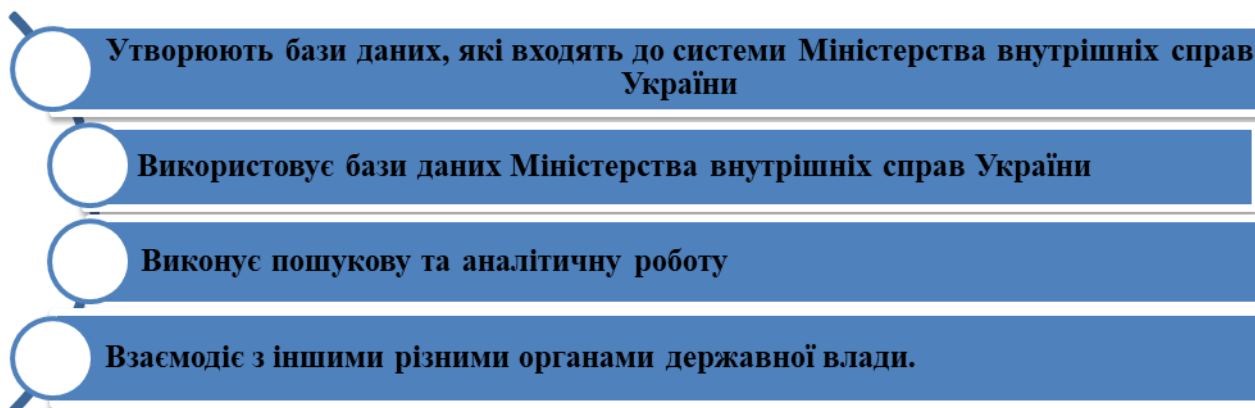 Утворюють бази даних, які входять до системи Міністерства внутрішніх справ
України
Використовує бази даних Міністерства внутрішніх справ України
Виконує пошукову та аналітичну роботу
Взаємодіє з іншими різними органами державної влади.